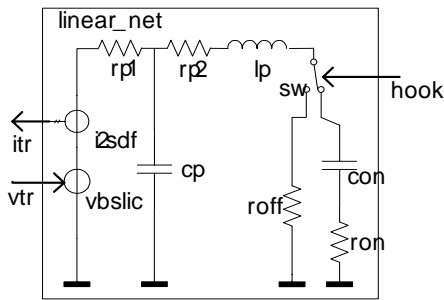 linear_net
rp1 rp2 lp
sw hook
i2sdf
itr
cp con
vtr vbslic
roff
ron